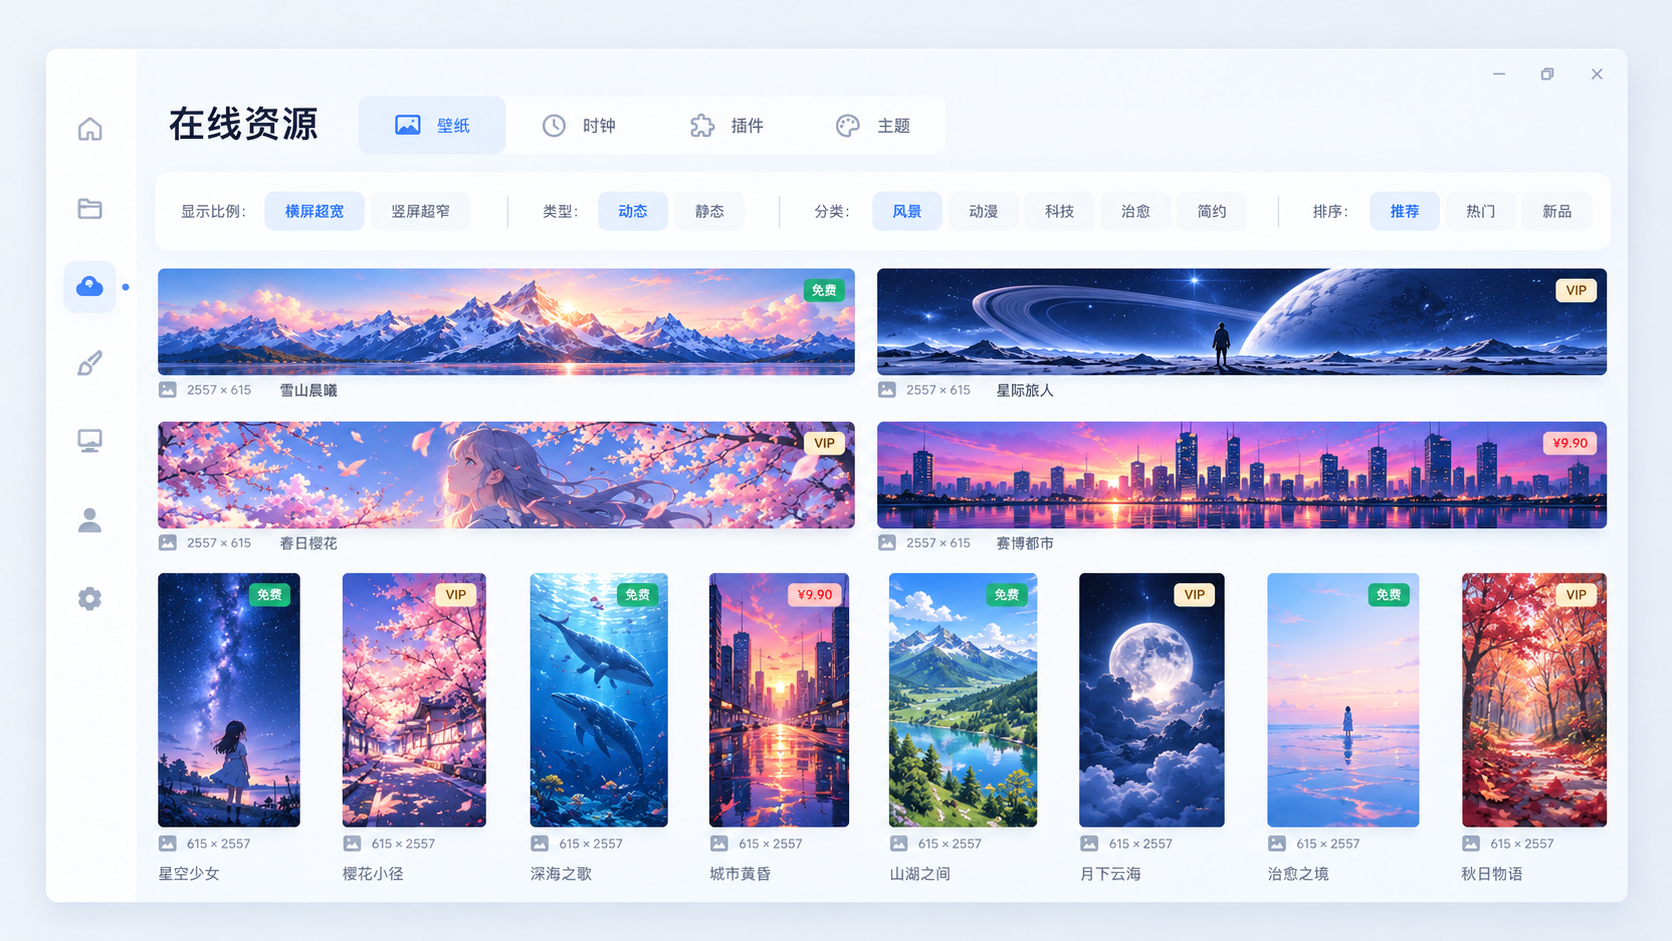 在线资源
壁纸
时钟
插件
主题
显示比例: 横屏超宽 竖屏超窄
类型: 动态 静态
分类: 风景 动漫 科技 治愈 简约
排序: 推荐 热门 新品
免费
2557 × 615 雪山晨曦
VIP
2557 × 615 星际旅人
VIP
2557 × 615 春日樱花
¥9.90
2557 × 615 赛博都市
免费
615 × 2557
星空少女
VIP
615 × 2557
樱花小径
免费
615 × 2557
深海之歌
¥9.90
615 × 2557
城市黄昏
免费
615 × 2557
山湖之间
VIP
615 × 2557
月下云海
免费
615 × 2557
治愈之境
VIP
615 × 2557
秋日物语